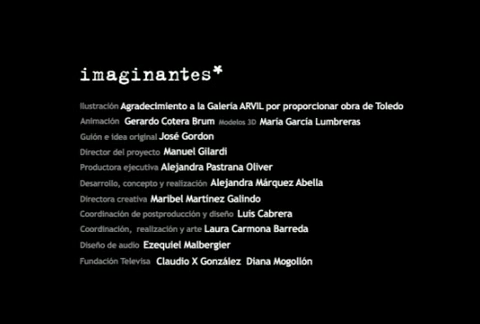 imaginantes*
Ilustración Agradecimiento a la Galería ARVIL por proporcionar obra de Toledo
Animación Gerardo Cotera Brum Modelos 3D María García Lumbreras
Guión e idea original José Gordon
Director del proyecto Manuel Gilardi
Productora ejecutiva Alejandra Pastrana Oliver
Desarrollo, concepto y realización Alejandra Márquez Abella
Directora creativa Maribel Martínez Galindo
Coordinación de postproducción y diseño Luis Cabrera
Coordinación, realización y arte Laura Carmona Barreda
Diseño de audio Ezequiel Malbergier
Fundación Televisa Claudio X González Diana Mogollón